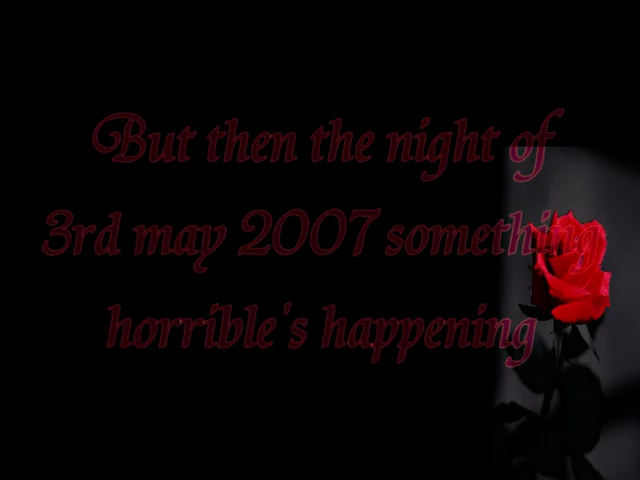 But then the night of
3rd may 2007 something
horrible's happening